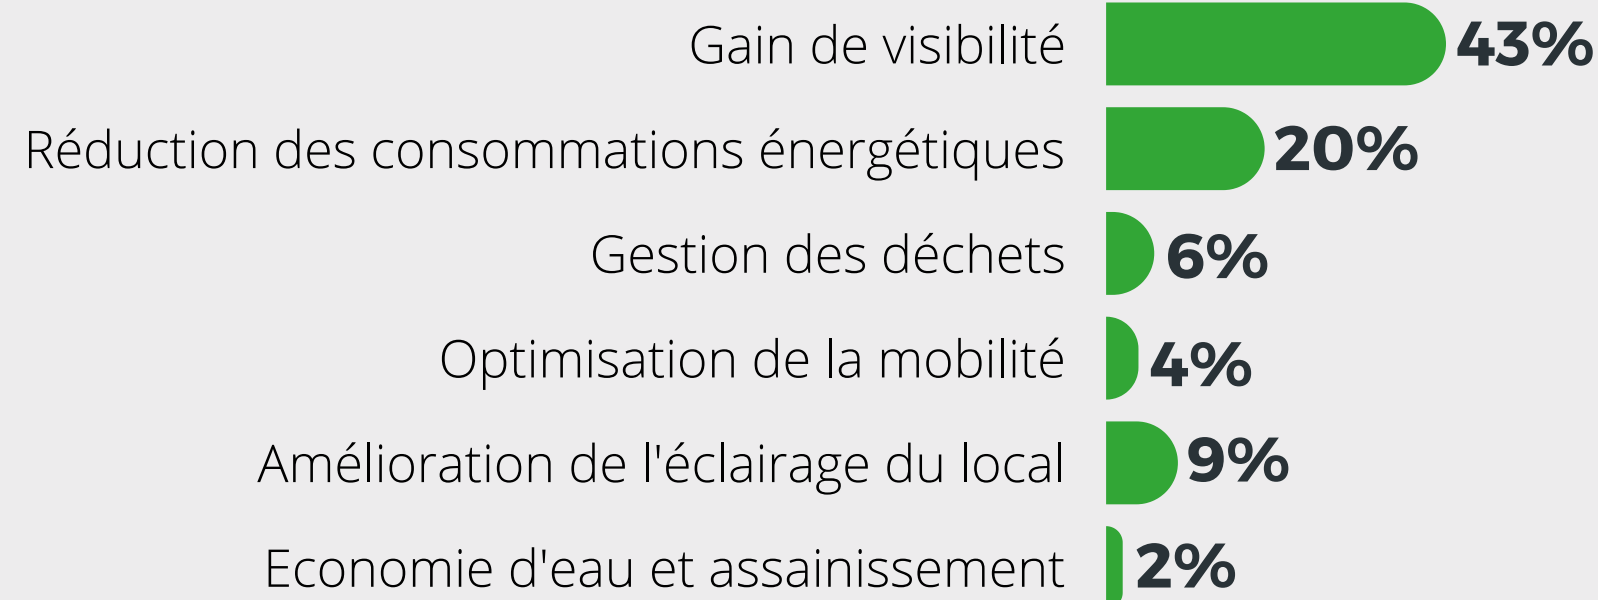 Gain de visibilité 43%
Réduction des consommations énergétiques 20%
Gestion des déchets 6%
Optimisation de la mobilité 4%
Amélioration de l'éclairage du local 9%
Economie d'eau et assainissement 2%